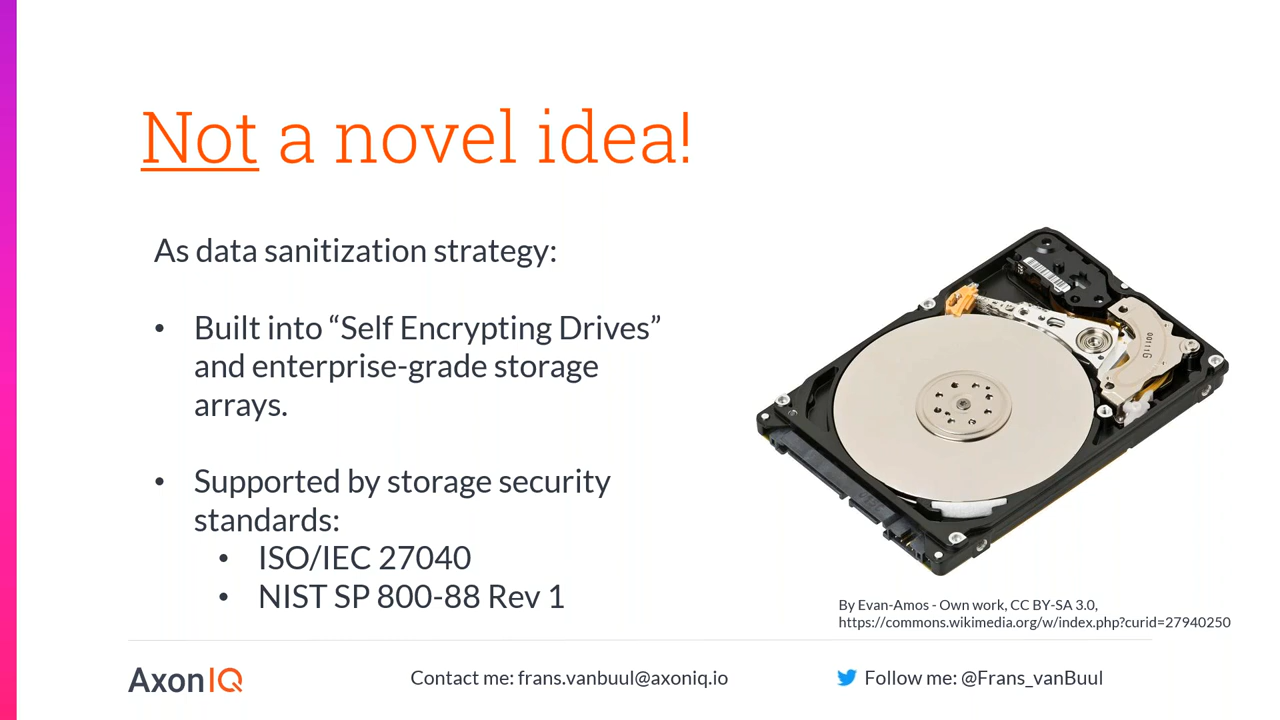 Not a novel idea!
As data sanitization strategy:
• Built into “Self Encrypting Drives”
and enterprise-grade storage
arrays.
• Supported by storage security
standards:
• ISO/IEC 27040
• NIST SP 800-88 Rev 1
By Evan-Amos - Own work, CC BY-SA 3.0,
https://commons.wikimedia.org/w/index.php?curid=27940250
AxonIQ
Contact me: frans.vanbuul@axoniq.io
Follow me: @Frans_vanBuul